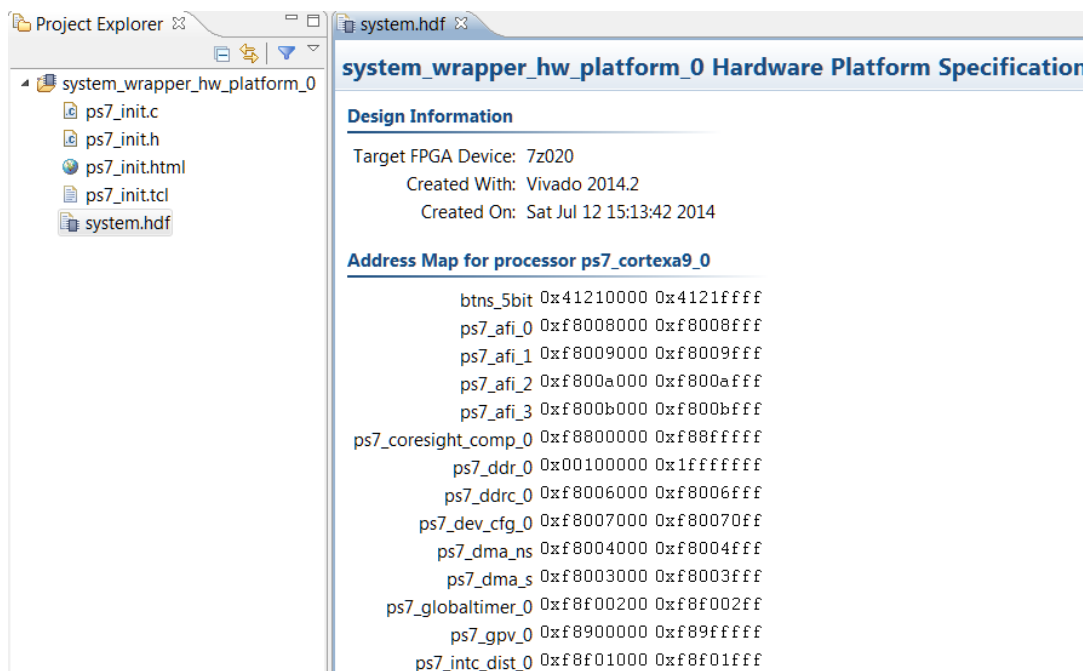 Project Explorer
system_wrapper_hw_platform_0
ps7_init.c
ps7_init.h
ps7_init.html
ps7_init.tcl
system.hdf
system.hdf
system_wrapper_hw_platform_0 Hardware Platform Specification
Design Information
Target FPGA Device: 7z020
Created With: Vivado 2014.2
Created On: Sat Jul 12 15:13:42 2014
Address Map for processor ps7_cortexa9_0
btns_5bit 0x41210000 0x4121ffff
ps7_afi_0 0xf8008000 0xf8008fff
ps7_afi_1 0xf8009000 0xf8009fff
ps7_afi_2 0xf800a000 0xf800afff
ps7_afi_3 0xf800b000 0xf800bfff
ps7_coresight_comp_0 0xf8800000 0xf88fffff
ps7_ddr_0 0x00100000 0x1fffffff
ps7_ddrc_0 0xf8006000 0xf8006fff
ps7_dev_cfg_0 0xf8007000 0xf80070ff
ps7_dma_ns 0xf8004000 0xf8004fff
ps7_dma_s 0xf8003000 0xf8003fff
ps7_globaltimer_0 0xf8f00200 0xf8f002ff
ps7_gpv_0 0xf8900000 0xf89fffff
ps7_intc_dist_0 0xf8f01000 0xf8f01fff